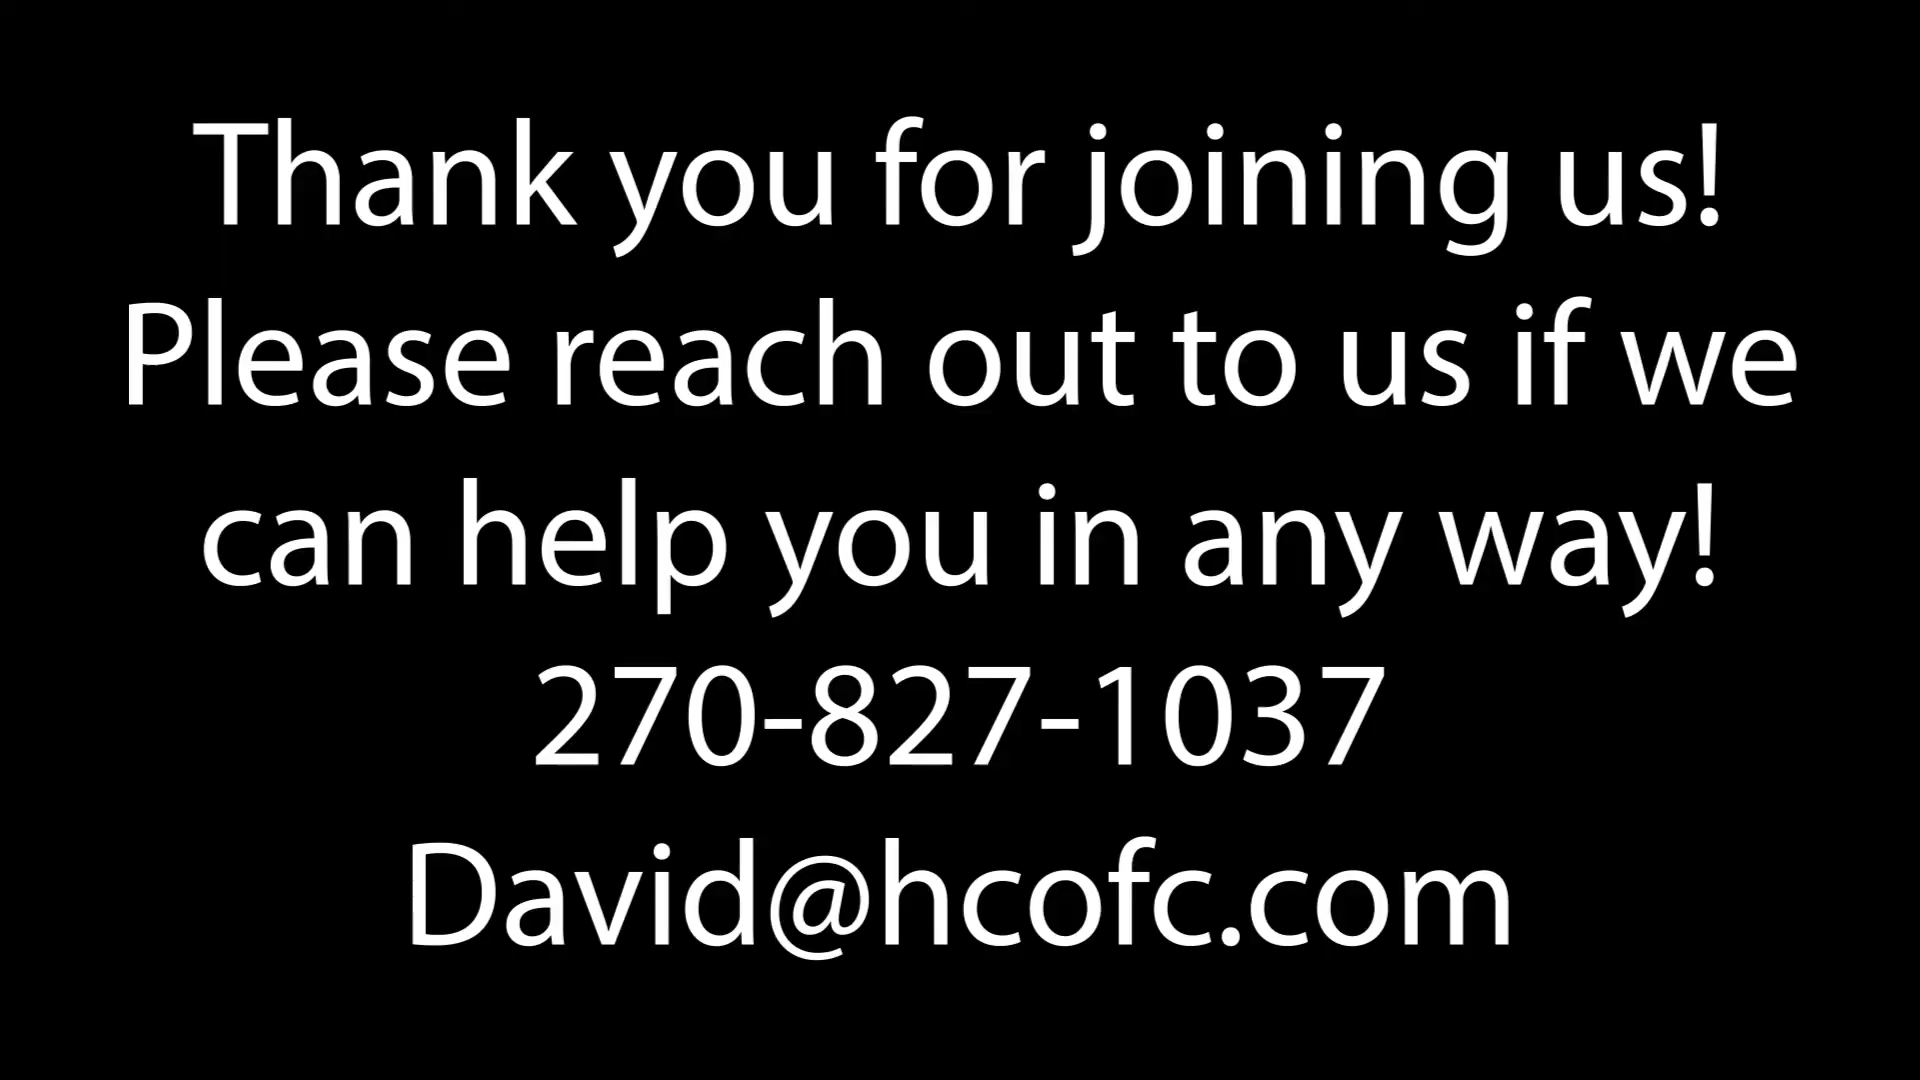 Thank you for joining us!
Please reach out to us if we
can help you in any way!
270-827-1037
David@hcofc.com